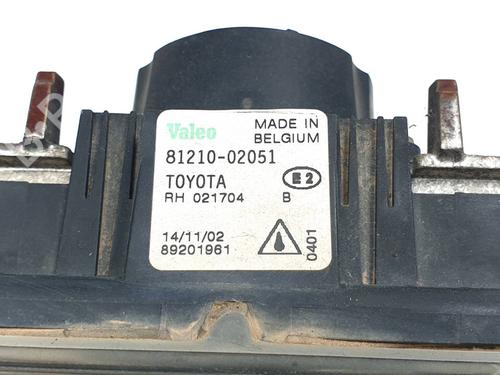 Valeo MADE IN BELGIUM
81210-02051
TOYOTA E2
RH 021704 B
14/11/02
89201961 0401